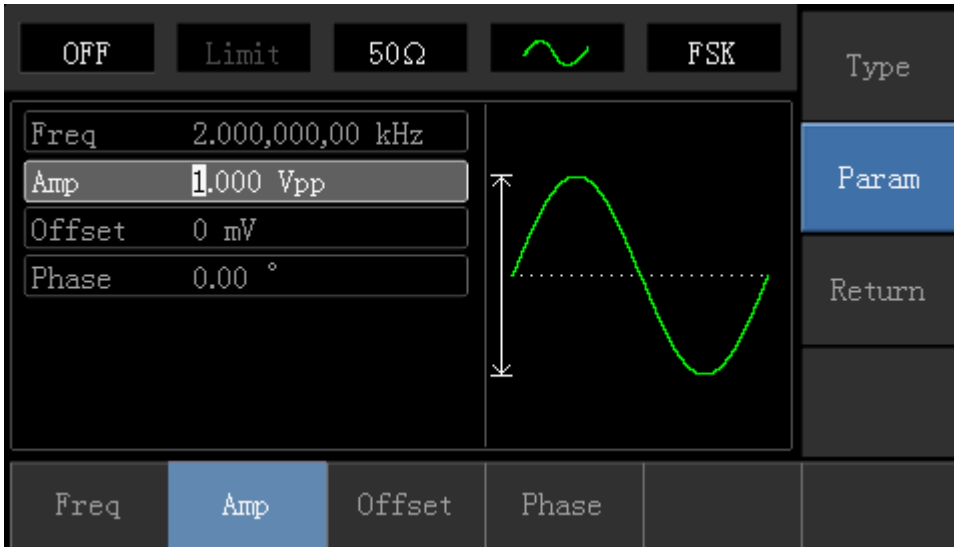 OFF Limit 50Ω FSK
Type
Freq 2.000,000,00 kHz
Amp 1.000 Vpp
Param
Offset 0 mV
Phase 0.00 °
Return
Freq Amp Offset Phase